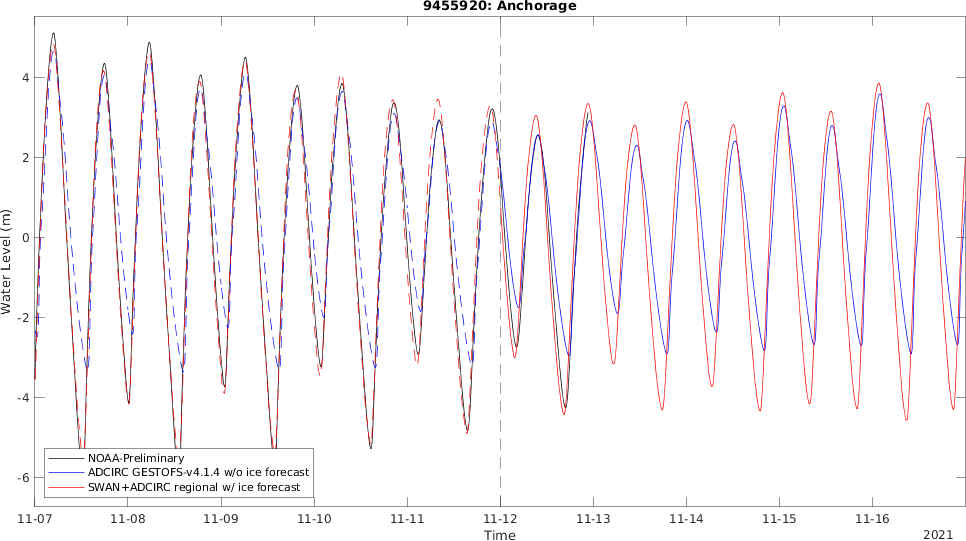 9455920: Anchorage
Water Level (m)
4
2
0
-2
-4
-6
NOAA-Preliminary
ADCIRC GESTOFS-v4.1.4 w/o ice forecast
SWAN+ADCIRC regional w/ ice forecast
11-07 11-08 11-09 11-10 11-11 11-12 11-13 11-14 11-15 11-16
Time
2021